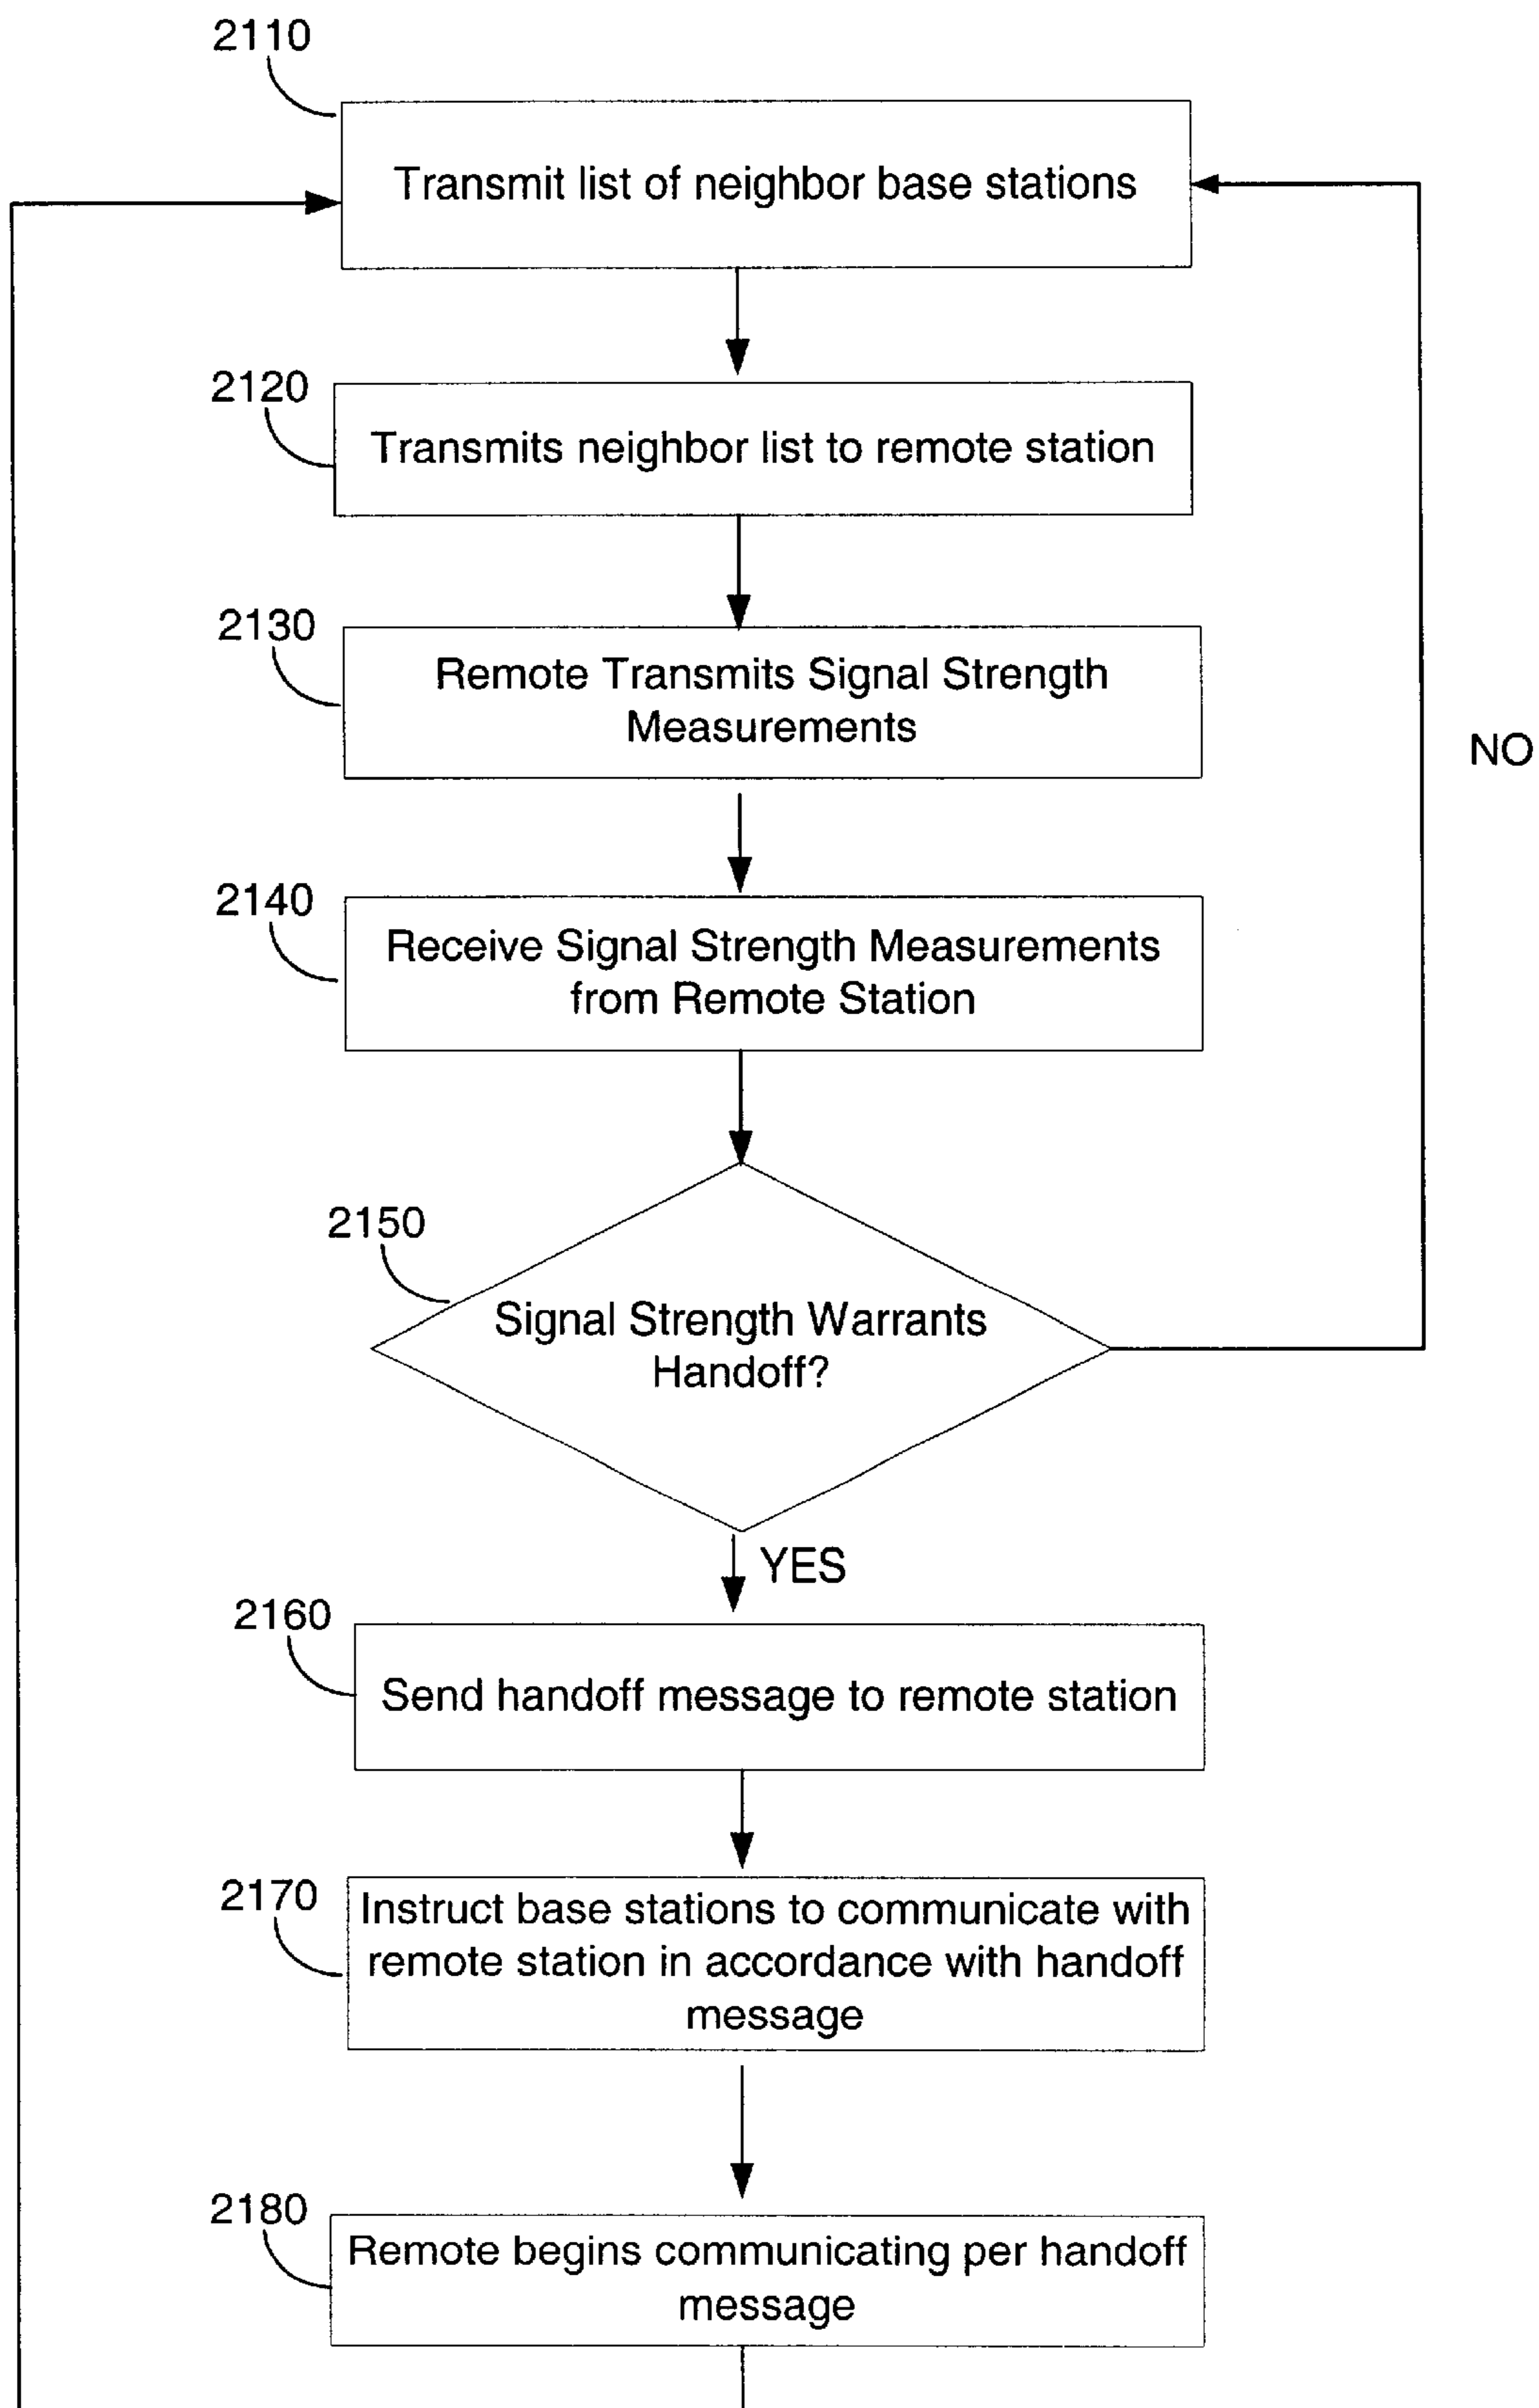 2110
Transmit list of neighbor base stations
2120
Transmits neighbor list to remote station
2130
Remote Transmits Signal Strength
Measurements
NO
2140
Receive Signal Strength Measurements
from Remote Station
2150
Signal Strength Warrants
Handoff?
YES
2160
Send handoff message to remote station
2170
Instruct base stations to communicate with
remote station in accordance with handoff
message
2180
Remote begins communicating per handoff
message